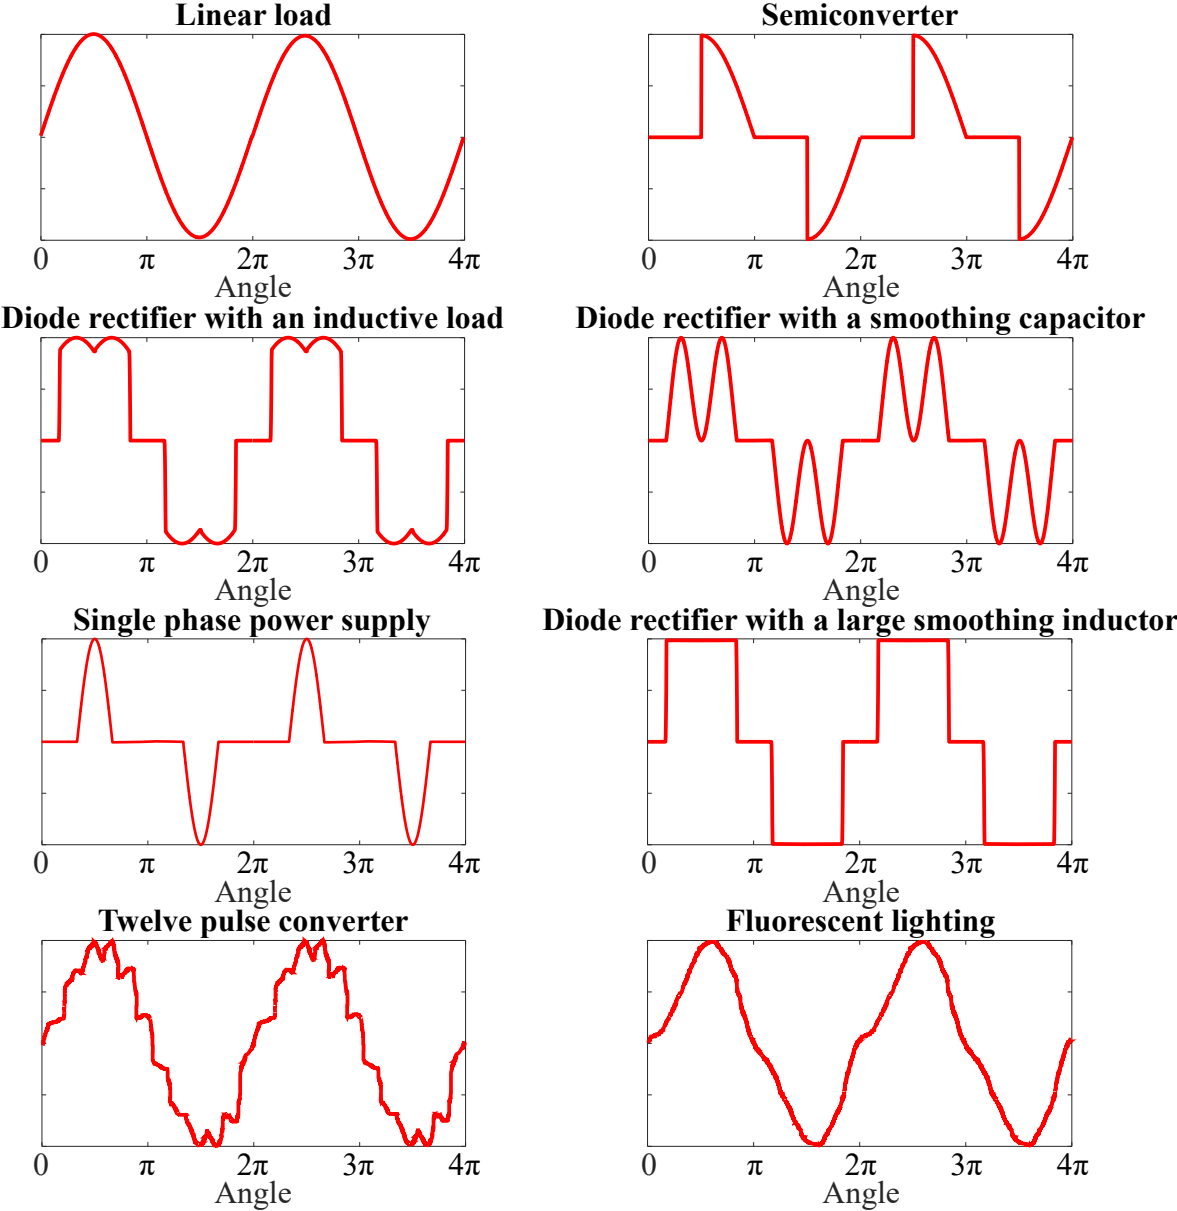 Linear load
0 π 2π 3π 4π
Angle
Semiconverter
0 π 2π 3π 4π
Angle
Diode rectifier with an inductive load
0 π 2π 3π 4π
Angle
Diode rectifier with a smoothing capacitor
0 π 2π 3π 4π
Angle
Single phase power supply
0 π 2π 3π 4π
Angle
Diode rectifier with a large smoothing inductor
0 π 2π 3π 4π
Angle
Twelve pulse converter
0 π 2π 3π 4π
Angle
Fluorescent lighting
0 π 2π 3π 4π
Angle